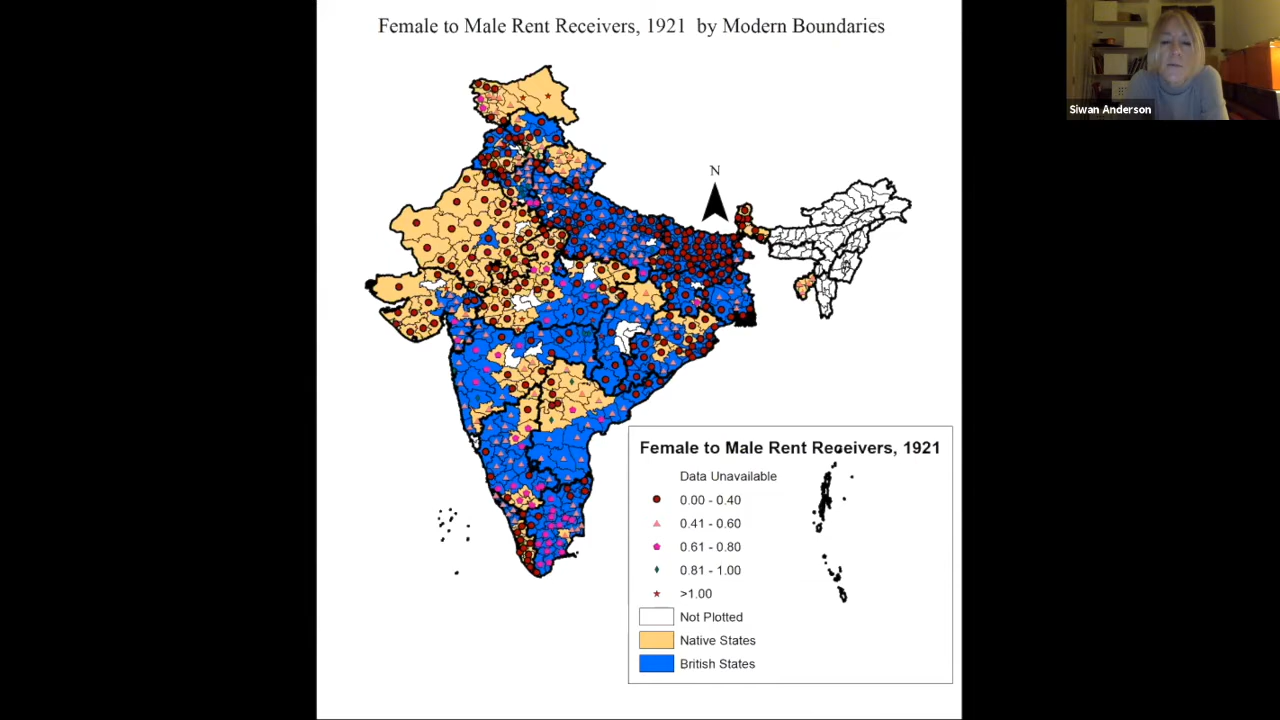 Female to Male Rent Receivers, 1921 by Modern Boundaries
Siwan Anderson
N
Female to Male Rent Receivers, 1921
Data Unavailable
0.00 - 0.40
0.41 - 0.60
0.61 - 0.80
0.81 - 1.00
>1.00
Not Plotted
Native States
British States